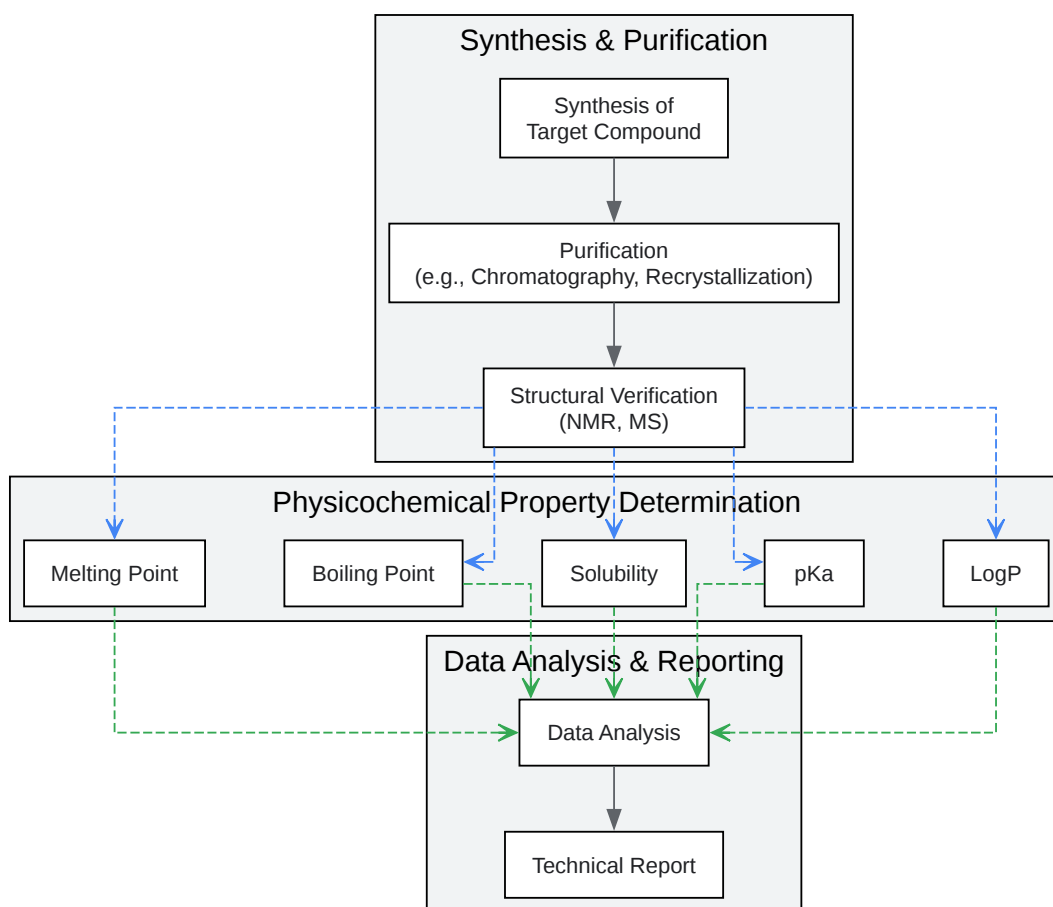 Synthesis & Purification
Synthesis of
Target Compound
Purification
(e.g., Chromatography, Recrystallization)
Structural Verification
(NMR, MS)
Physicochemical Property Determination
Melting Point
Boiling Point
Solubility
pKa
LogP
Data Analysis & Reporting
Data Analysis
Technical Report